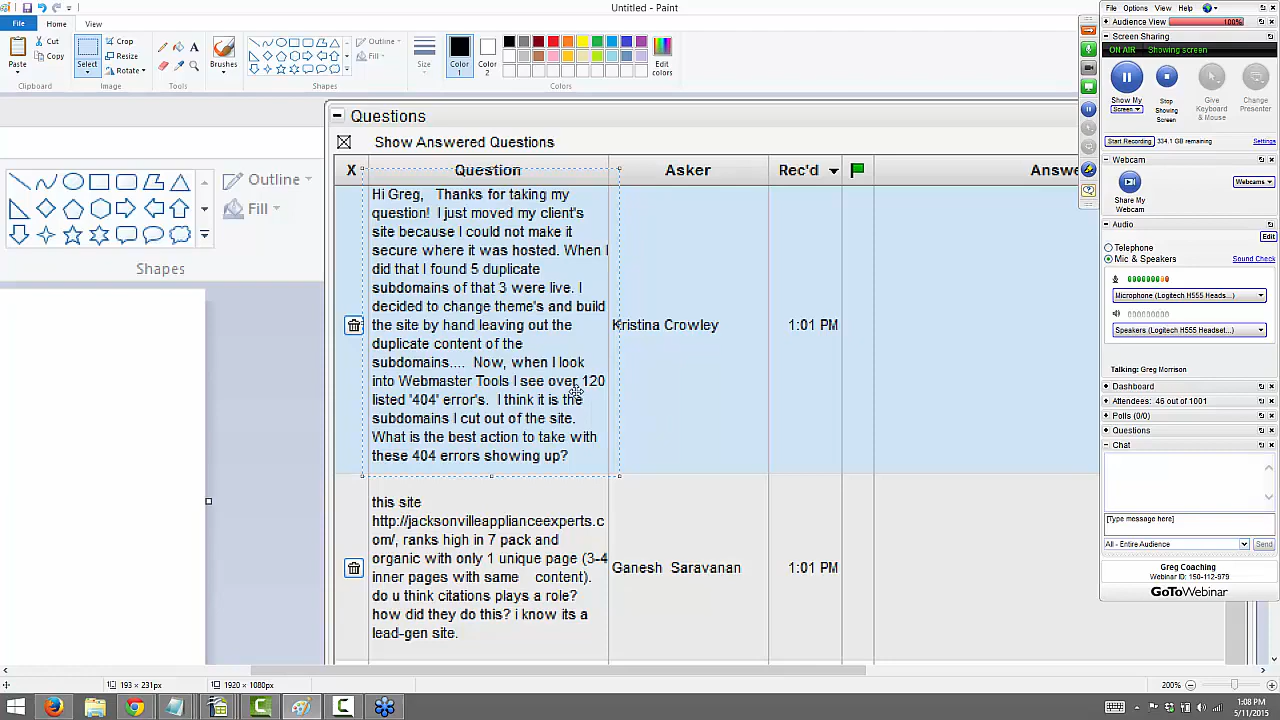 Untitled - Paint
File
Home
View
Paste
Cut
Copy
Clipboard
Select
Crop
Resize
Rotate
Image
A
Tools
Brushes
Outline
Fill
Shapes
Size
Color 1
Color 2
Edit colors
Colors
Outline
Fill
Shapes
Questions
Show Answered Questions
X Question Asker Rec'd Answe
Hi Greg, Thanks for taking my
question! I just moved my client's
site because I could not make it
secure where it was hosted. When I
did that I found 5 duplicate
subdomains of that 3 were live. I
decided to change theme's and build
the site by hand leaving out the
duplicate content of the
subdomains.... Now, when I look
into Webmaster Tools I see over 120
listed '404' error's. I think it is the
subdomains I cut out of the site.
What is the best action to take with
these 404 errors showing up?
Kristina Crowley
1:01 PM
this site
http://jacksonvilleapplianceexperts.c
om/, ranks high in 7 pack and
organic with only 1 unique page (3-4
inner pages with same content).
do u think citations plays a role?
how did they do this? i know its a
lead-gen site.
Ganesh Saravanan
1:01 PM
File Options View Help
Audience View 100%
Screen Sharing
ON AIR Showing screen
Show My
Screen
Stop
Showing
Screen
Give
Keyboard
& Mouse
Change
Presenter
Start Recording 334.1 GB remaining Settings
Webcam
Share My
Webcam
Webcams
Audio
Edit
Telephone
Mic & Speakers Sound Check
Microphone (Logitech H555 Heads...)
Speakers (Logitech H555 Headset...)
Talking: Greg Morrison
Dashboard
Attendees: 46 out of 1001
Polls (0/0)
Questions
Chat
[Type message here]
All - Entire Audience
Send
Greg Coaching
Webinar ID: 150-112-979
GoToWebinar
193 × 231px
1920 × 1080px
200%
1:08 PM
5/11/2015